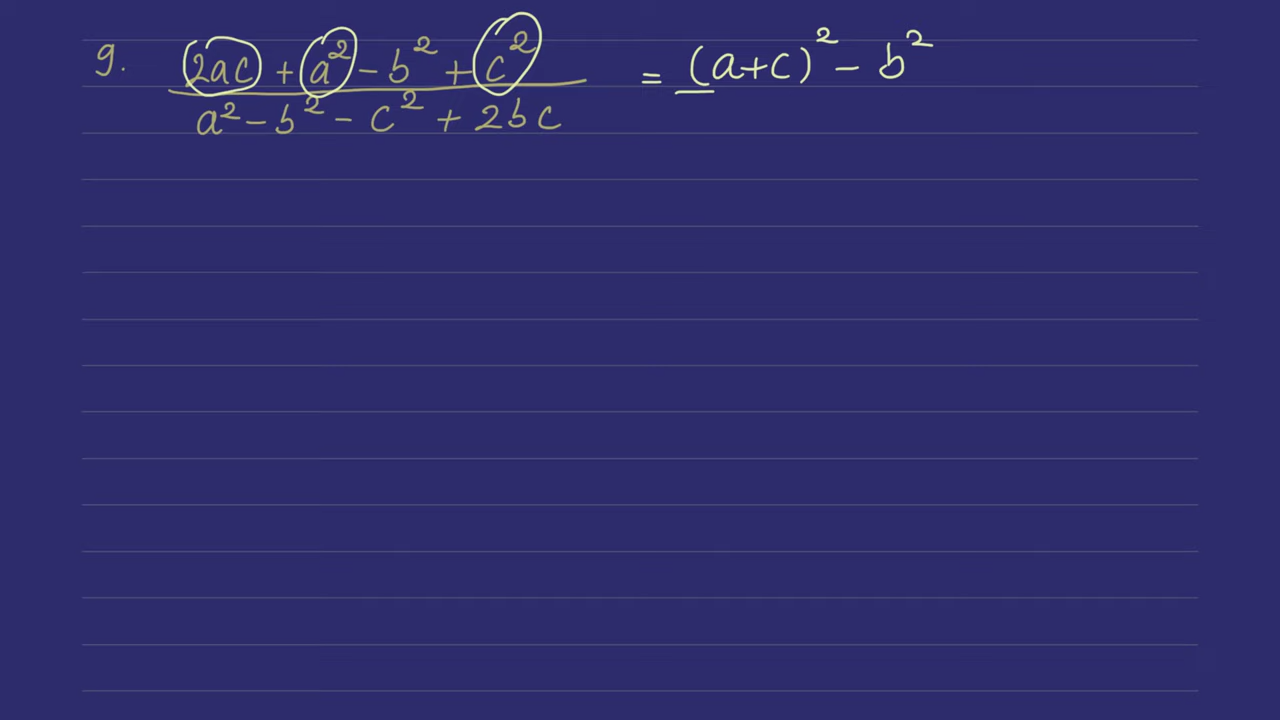 9. 2ac + a² - b² + c² = (a+c)² - b²
a² - b² - c² + 2bc